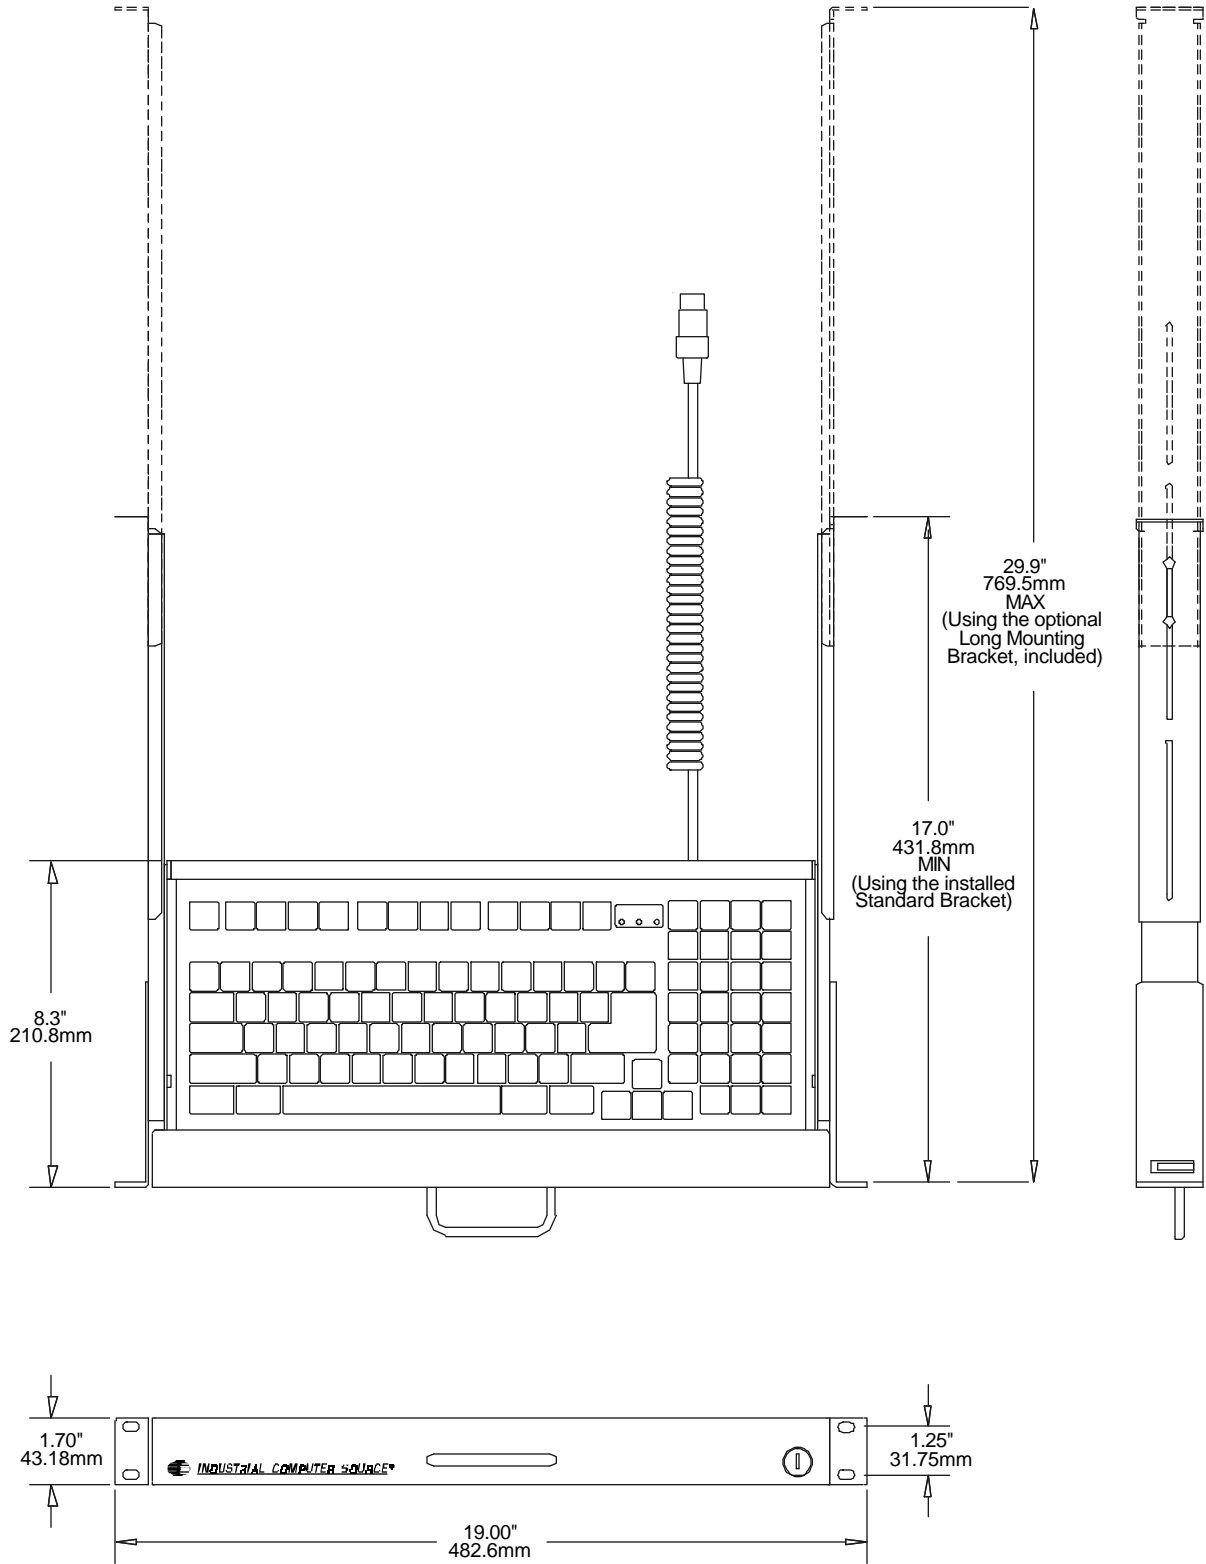 29.9"
769.5mm
MAX
(Using the optional
Long Mounting
Bracket, included)
17.0"
431.8mm
MIN
(Using the installed
Standard Bracket)
8.3"
210.8mm
1.70"
43.18mm
INDUSTRIAL COMPUTER SOURCE®
1.25"
31.75mm
19.00"
482.6mm